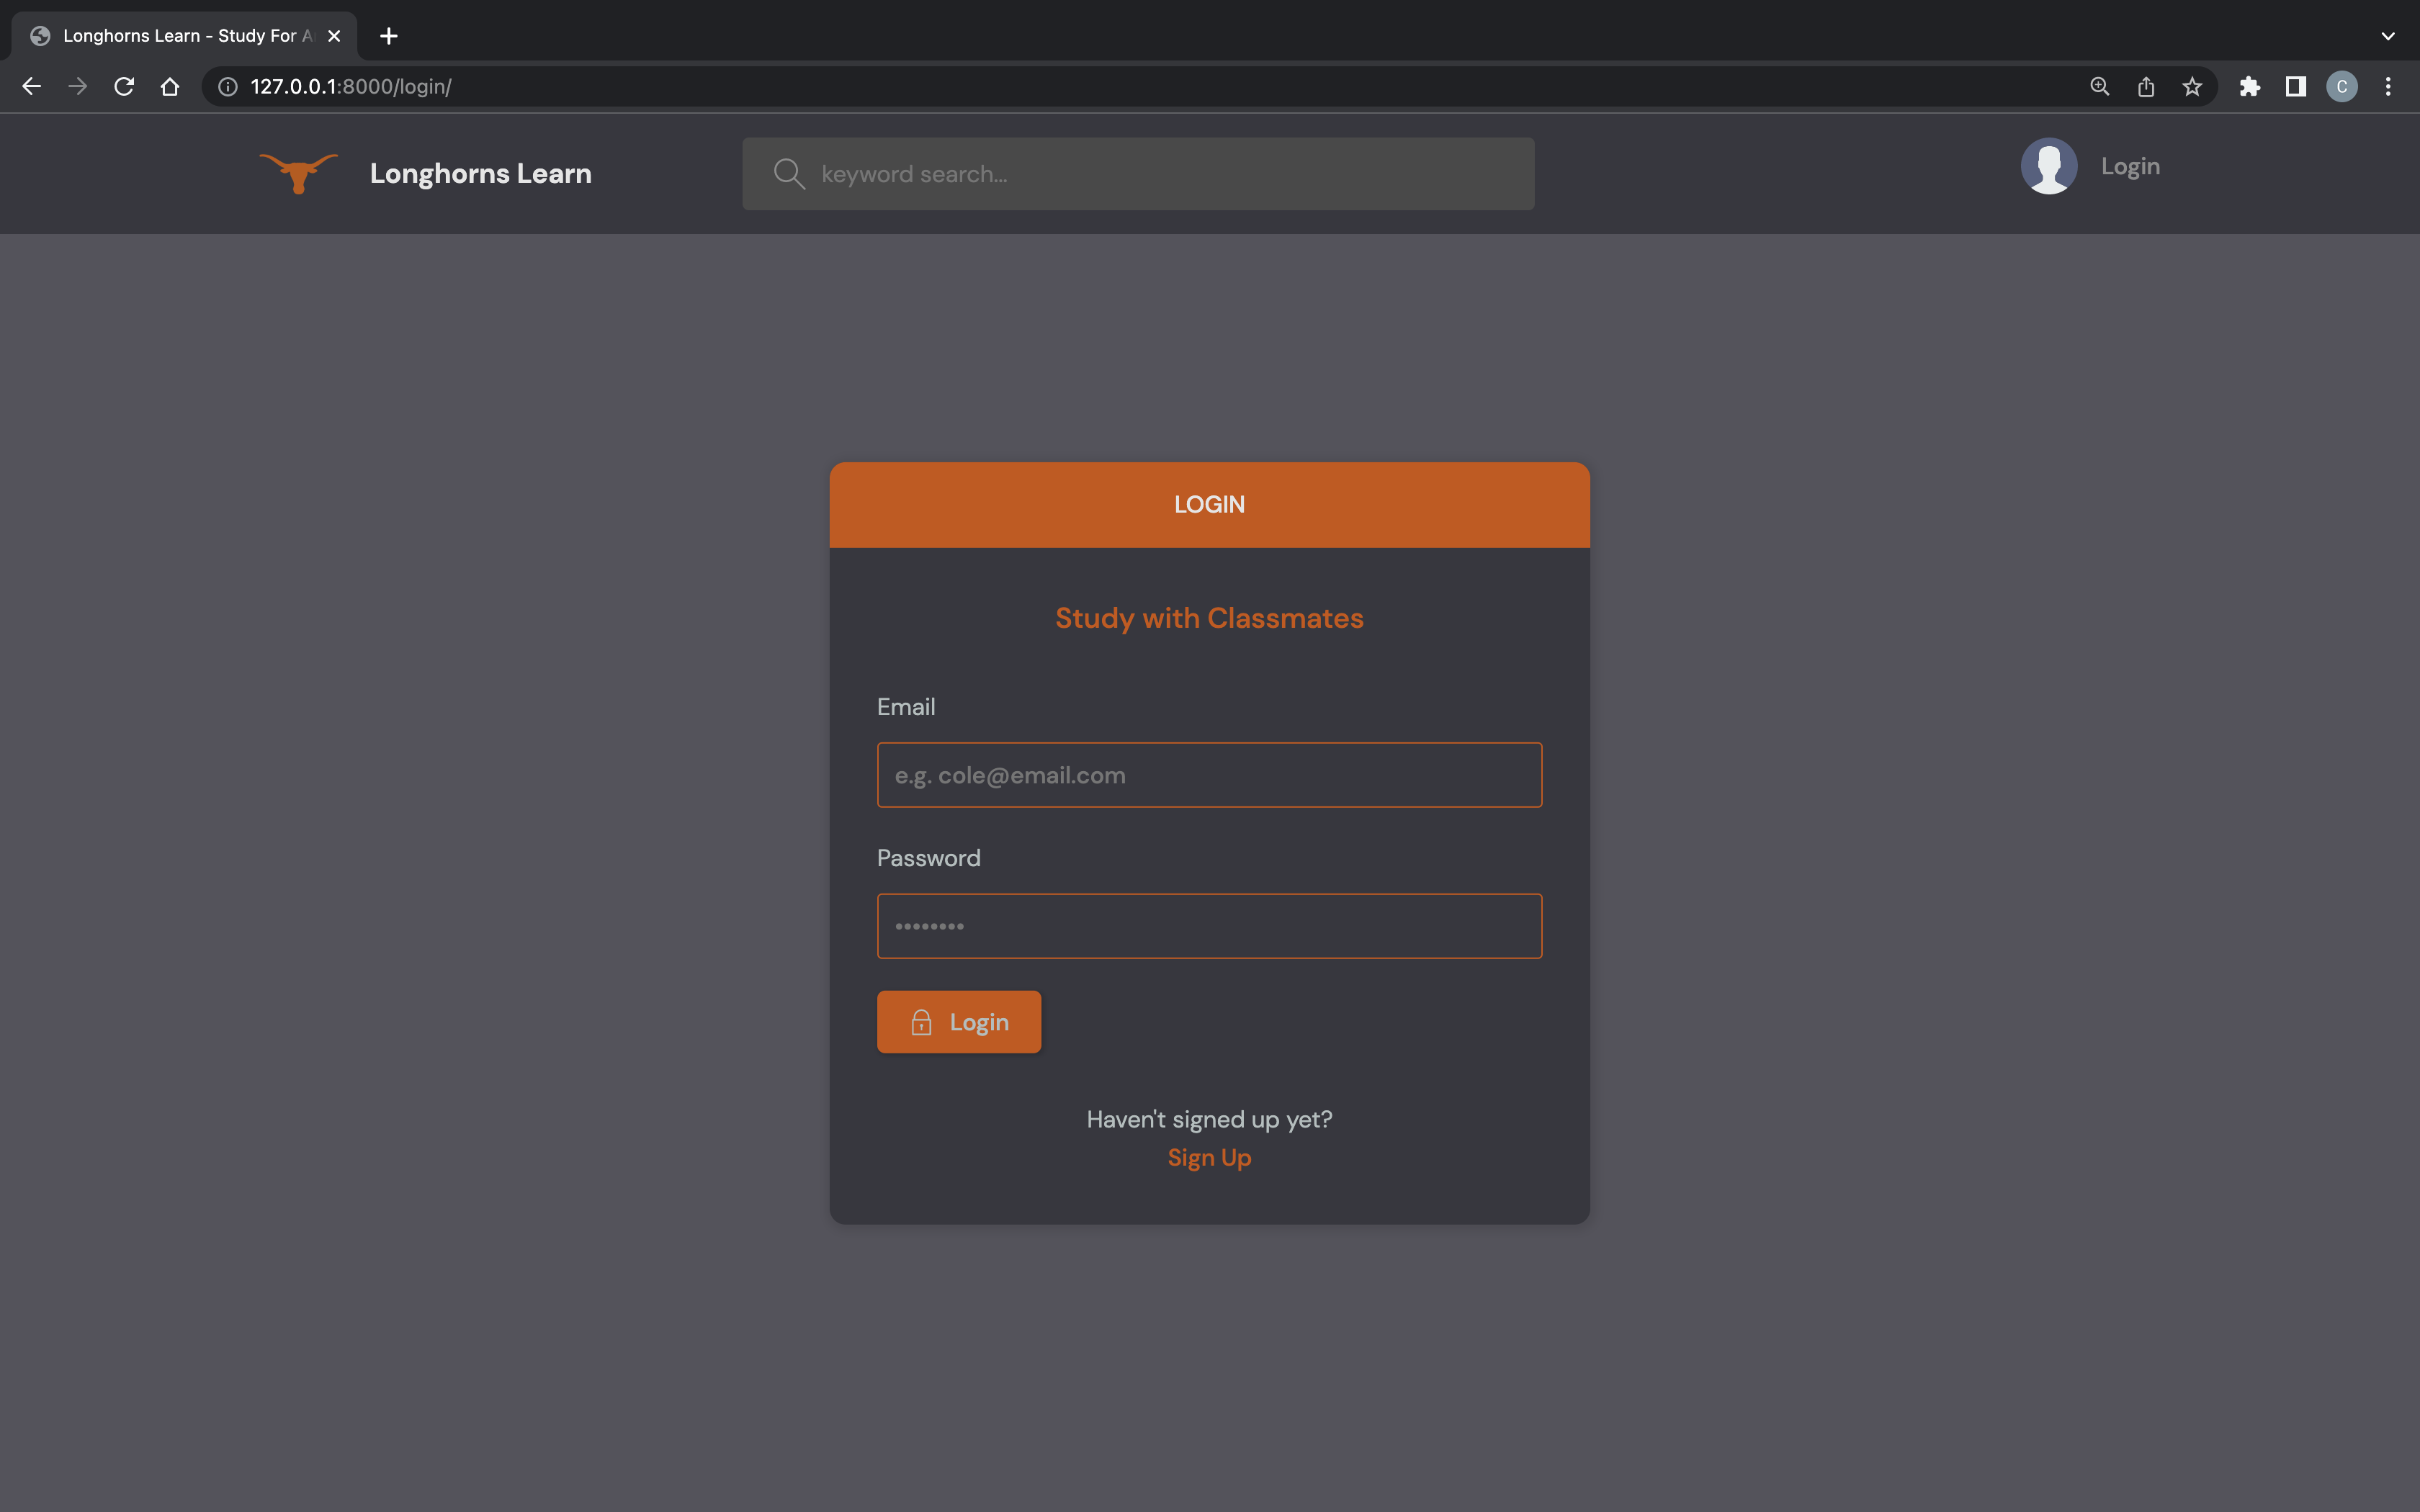 Longhorns Learn - Study For A
127.0.0.1:8000/login/
C
Longhorns Learn
keyword search...
Login
LOGIN
Study with Classmates
Email
e.g. cole@email.com
Password
••••••••
Login
Haven't signed up yet?
Sign Up